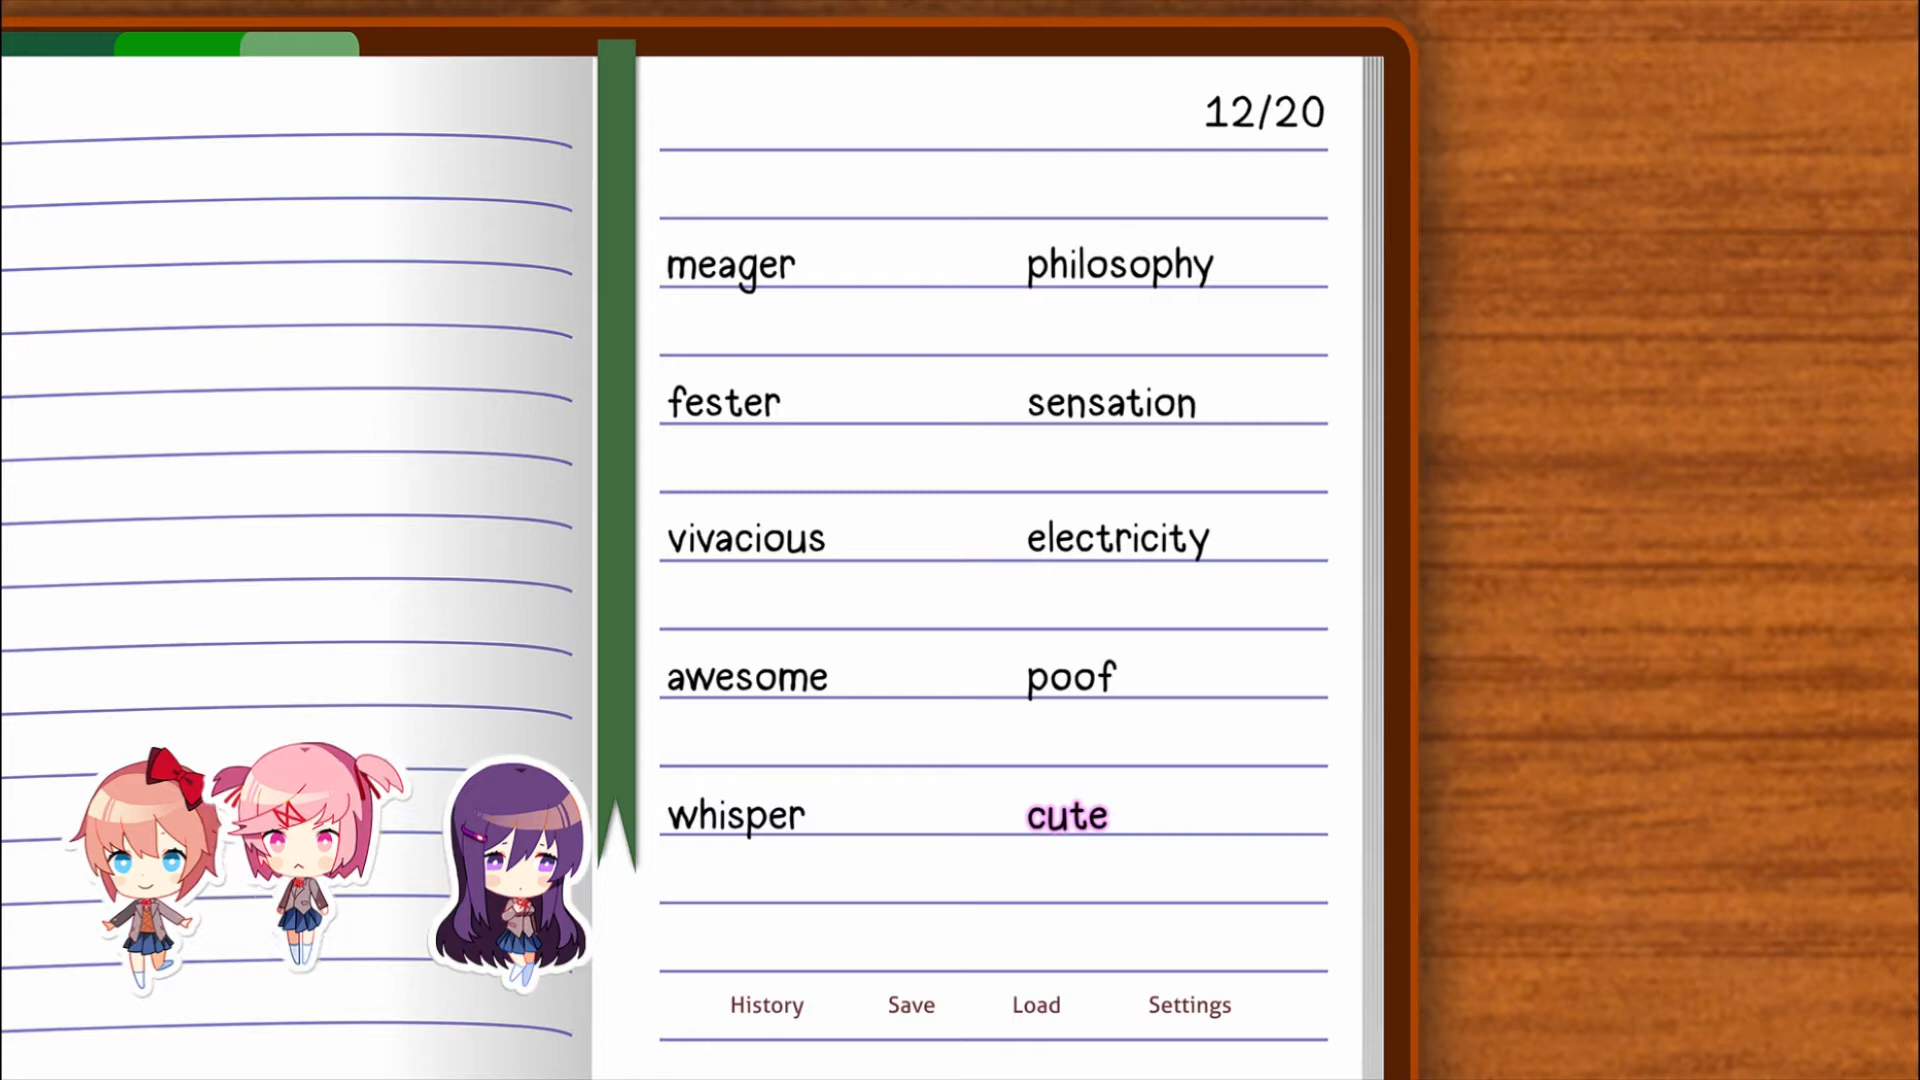 12/20
meager philosophy
fester sensation
vivacious electricity
awesome poof
whisper cute
History Save Load Settings